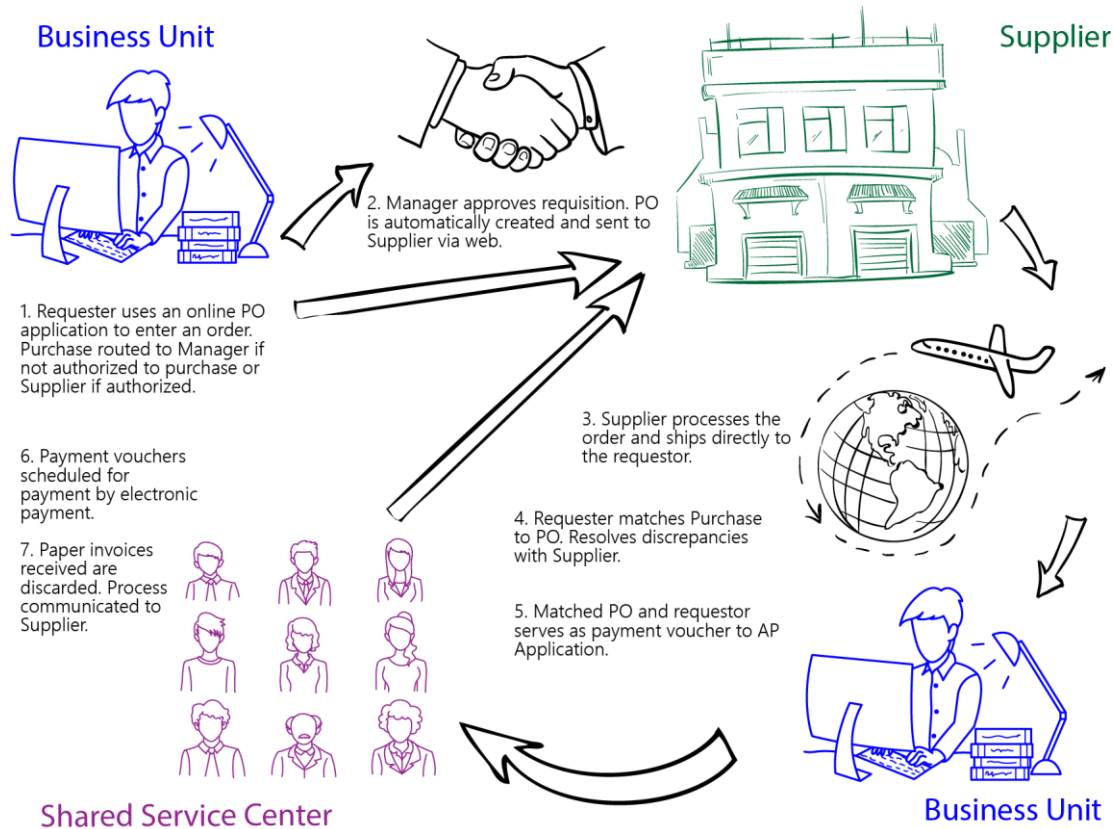 Business Unit
Supplier
2. Manager approves requisition. PO
is automatically created and sent to
Supplier via web.
1. Requester uses an online PO
application to enter an order.
Purchase routed to Manager if
not authorized to purchase or
Supplier if authorized.
3. Supplier processes the
order and ships directly to
the requestor.
4. Requester matches Purchase
to PO. Resolves discrepancies
with Supplier.
5. Matched PO and requestor
serves as payment voucher to AP
Application.
6. Payment vouchers
scheduled for
payment by electronic
payment.
7. Paper invoices
received are
discarded. Process
communicated to
Supplier.
Shared Service Center
Business Unit